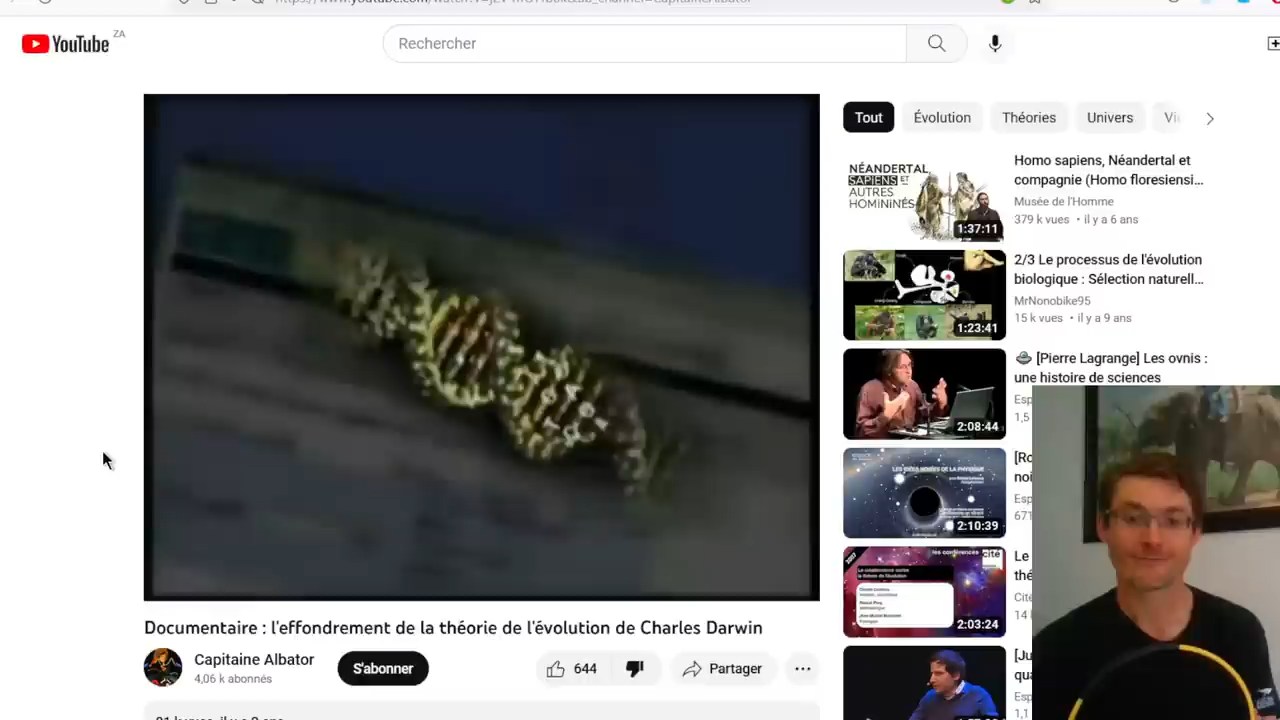 YouTube ZA
Rechercher
Tout
Évolution
Théories
Univers
NÉANDERTAL,
SAPIENS ET
AUTRES
HOMININÉS
1:37:11
Homo sapiens, Néandertal et
compagnie (Homo floresiensi...
Musée de l'Homme
379 k vues • il y a 6 ans
1:23:41
2/3 Le processus de l'évolution
biologique : Sélection naturell...
MrNonobike95
15 k vues • il y a 9 ans
2:08:44
[Pierre Lagrange] Les ovnis :
une histoire de sciences
Esp
1,5
2:10:39
[Ro
noi
Esp
671
les conférences
cité
2:03:24
Le
thé
Cité
14 k
[Ju
qua
Esp
1,1
Documentaire : l'effondrement de la théorie de l'évolution de Charles Darwin
Capitaine Albator
4,06 k abonnés
S'abonner
644
Partager